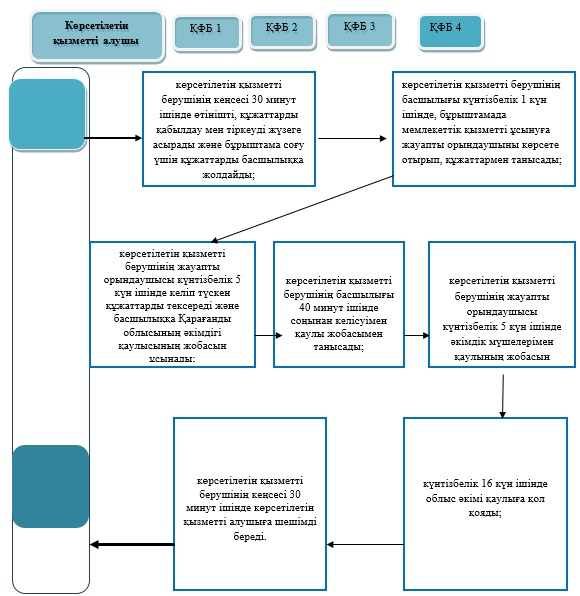 Көрсетілетін
қызметті алушы
ҚФБ 1
ҚФБ 2
ҚФБ 3
ҚФБ 4
көрсетілетін қызметті
берушінің кеңсесі 30 минут
ішінде өтінішті, құжаттарды
қабылдау мен тіркеуді жүзеге
асырады және бұрыштама соғу
үшін құжаттарды басшылыққа
жолдайды;
көрсетілетін қызметті берушінің
басшылығы күнтізбелік 1 күн
ішінде, бұрыштамада
мемлекеттік қызметті ұсынуға
жауапты орындаушыны көрсете
отырып, құжаттармен танысады;
көрсетілетін қызметті
берушінің жауапты
орындаушысы күнтізбелік 5
күн ішінде келіп түскен
құжаттарды тексереді және
басшылыққа Қарағанды
облысының әкімдігі
қаулысының жобасын
ұсынады;
көрсетілетін қызметті
берушінің басшылығы
40 минут ішінде
соңынан келісуімен
қаулы жобасымен
танысады;
көрсетілетін қызметті
берушінің жауапты
орындаушысы
күнтізбелік 5 күн ішінде
әкімдік мүшелерімен
қаулының жобасын
күнтізбелік 16 күн ішінде
облыс әкімі қаулыға қол
қояды;
көрсетілетін қызметті
берушінің кеңсесі 30
минут ішінде көрсетілетін
қызметті алушыға шешімді
береді.